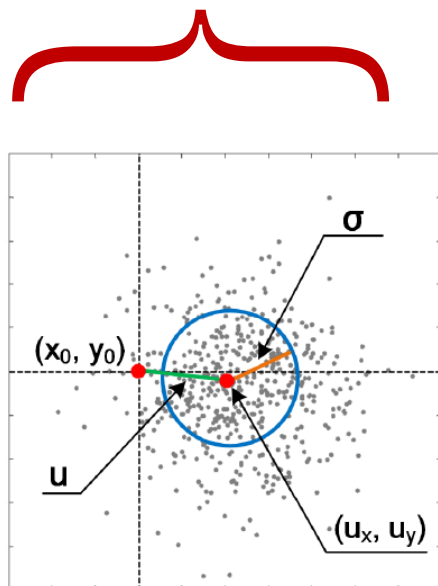 σ
(x₀, y₀)
u
(uₓ, uᵧ)